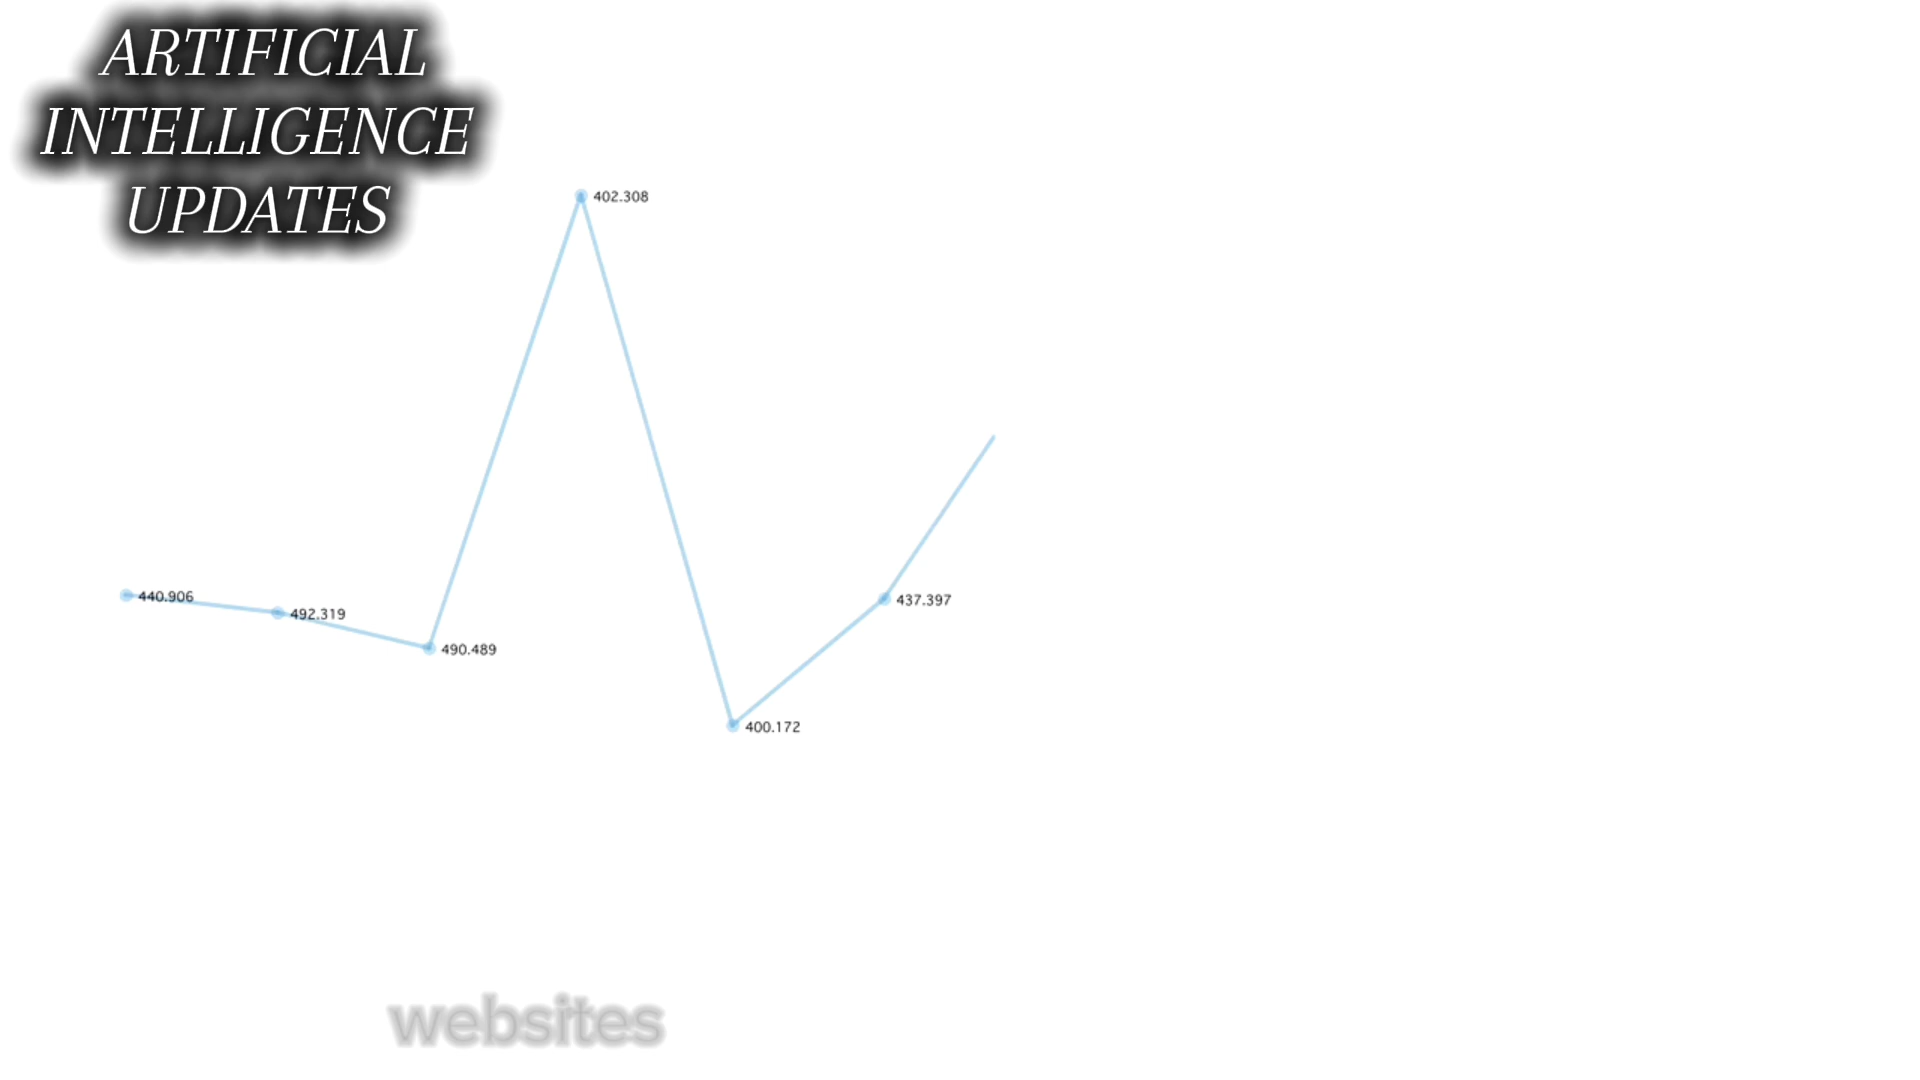 ARTIFICIAL
INTELLIGENCE
UPDATES
402.308
440.906
492.319
490.489
437.397
400.172
websites